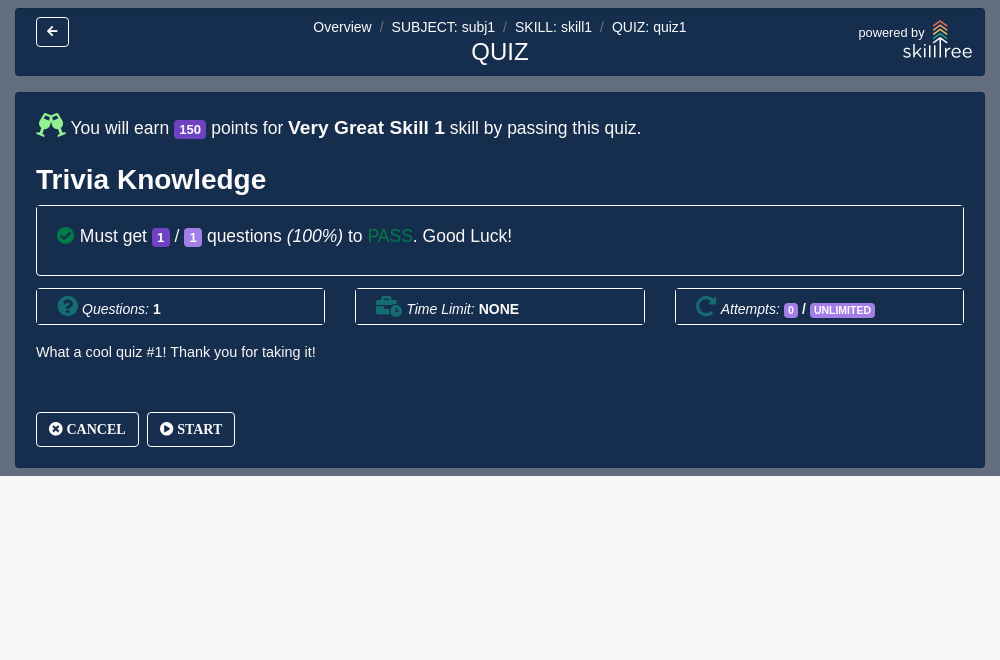 Overview / SUBJECT: subj1 / SKILL: skill1 / QUIZ: quiz1
QUIZ
powered by
skilltree
You will earn 150 points for Very Great Skill 1 skill by passing this quiz.
Trivia Knowledge
Must get 1 / 1 questions (100%) to PASS. Good Luck!
Questions: 1
Time Limit: NONE
Attempts: 0 / UNLIMITED
What a cool quiz #1! Thank you for taking it!
CANCEL
START